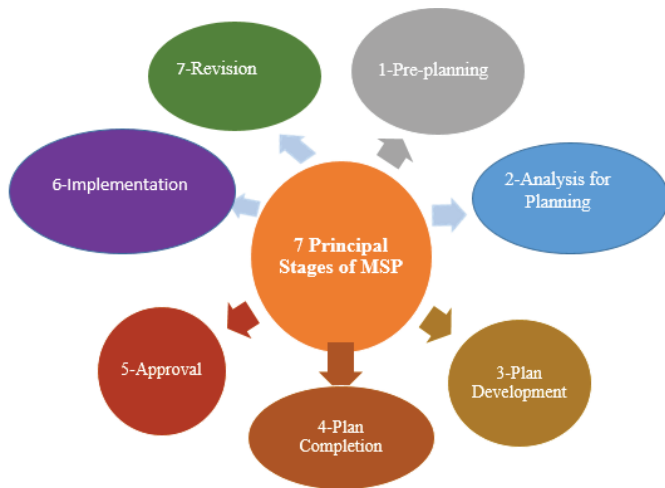 7 Principal
Stages of MSP
1-Pre-planning
2-Analysis for
Planning
3-Plan
Development
4-Plan
Completion
5-Approval
6-Implementation
7-Revision